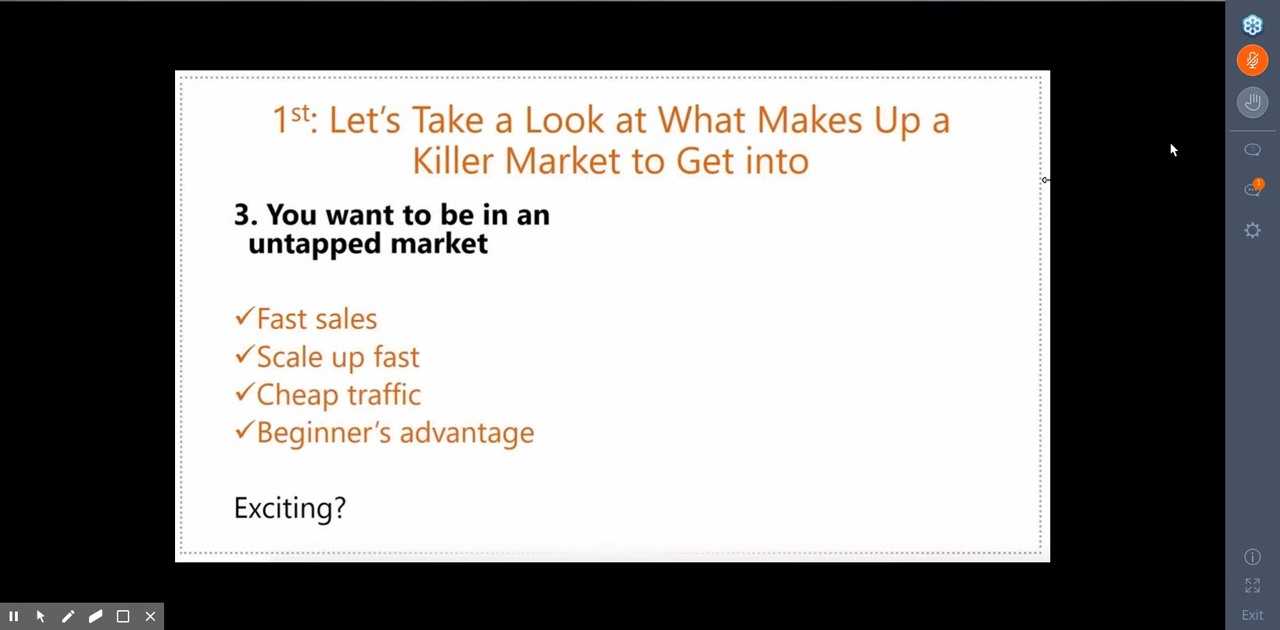 1st: Let's Take a Look at What Makes Up a
Killer Market to Get into
3. You want to be in an
untapped market
✓Fast sales
✓Scale up fast
✓Cheap traffic
✓Beginner's advantage
Exciting?
1
Exit